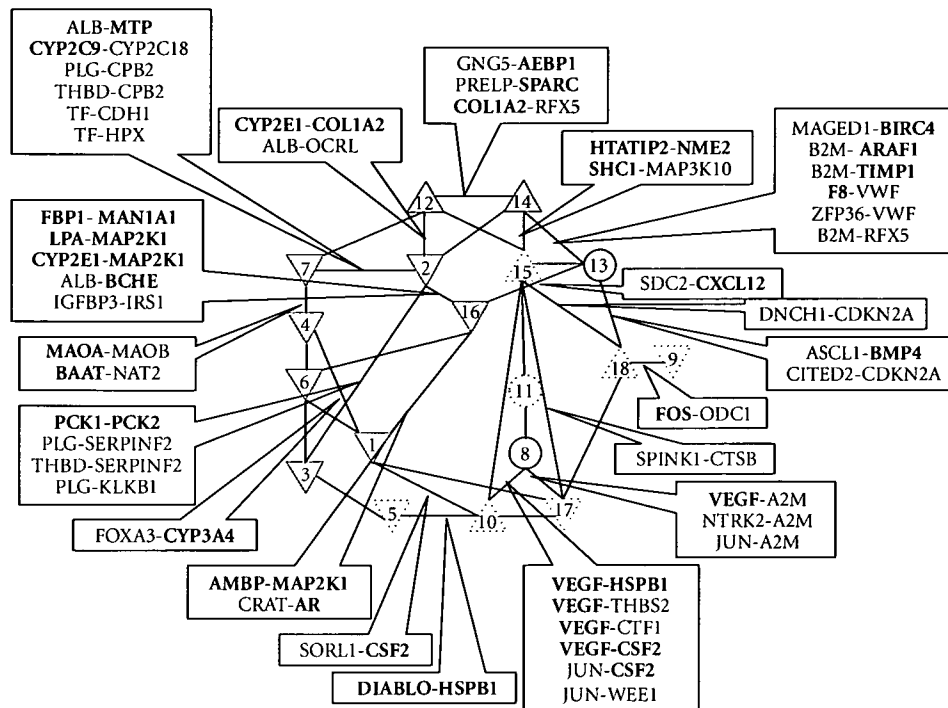 ALB-MTP
CYP2C9-CYP2C18
PLG-CPB2
THBD-CPB2
TF-CDH1
TF-HPX
GNG5-AEBP1
PRELP-SPARC
COL1A2-RFX5
CYP2E1-COL1A2
ALB-OCRL
HTATIP2-NME2
SHC1-MAP3K10
MAGED1-BIRC4
B2M- ARAF1
B2M-TIMP1
F8-VWF
ZFP36-VWF
B2M-RFX5
FBP1- MAN1A1
LPA-MAP2K1
CYP2E1-MAP2K1
ALB-BCHE
IGFBP3-IRS1
12
14
7
2
15
13
SDC2-CXCL12
16
DNCH1-CDKN2A
4
MAOA-MAOB
BAAT-NAT2
ASCL1-BMP4
CITED2-CDKN2A
18
9
6
11
FOS-ODC1
PCK1-PCK2
PLG-SERPINF2
THBD-SERPINF2
PLG-KLKB1
1
8
SPINK1-CTSB
3
5
10
17
VEGF-A2M
NTRK2-A2M
JUN-A2M
FOXA3-CYP3A4
AMBP-MAP2K1
CRAT-AR
VEGF-HSPB1
VEGF-THBS2
VEGF-CTF1
VEGF-CSF2
JUN-CSF2
JUN-WEE1
SORL1-CSF2
DIABLO-HSPB1